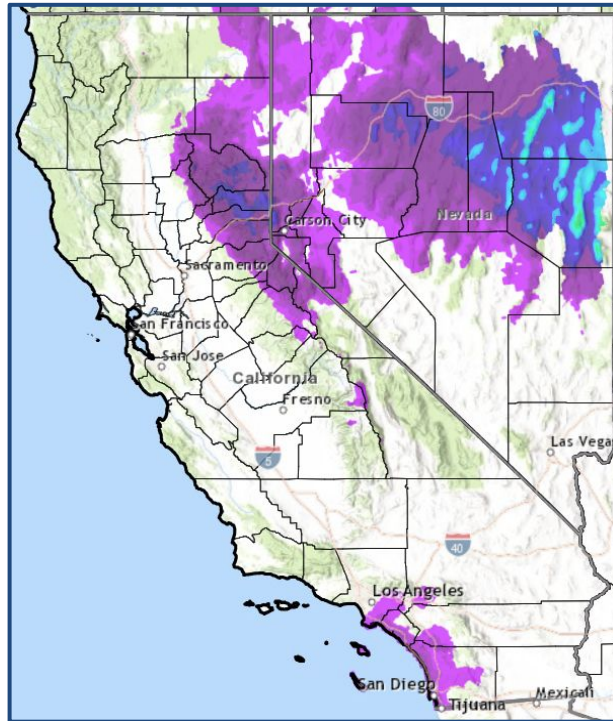 80
Carson City
Nevada
Sacramento
San Francisco
San Jose
California
Fresno
5
Las Vegas
40
Los Angeles
San Diego
Tijuana
Mexicali